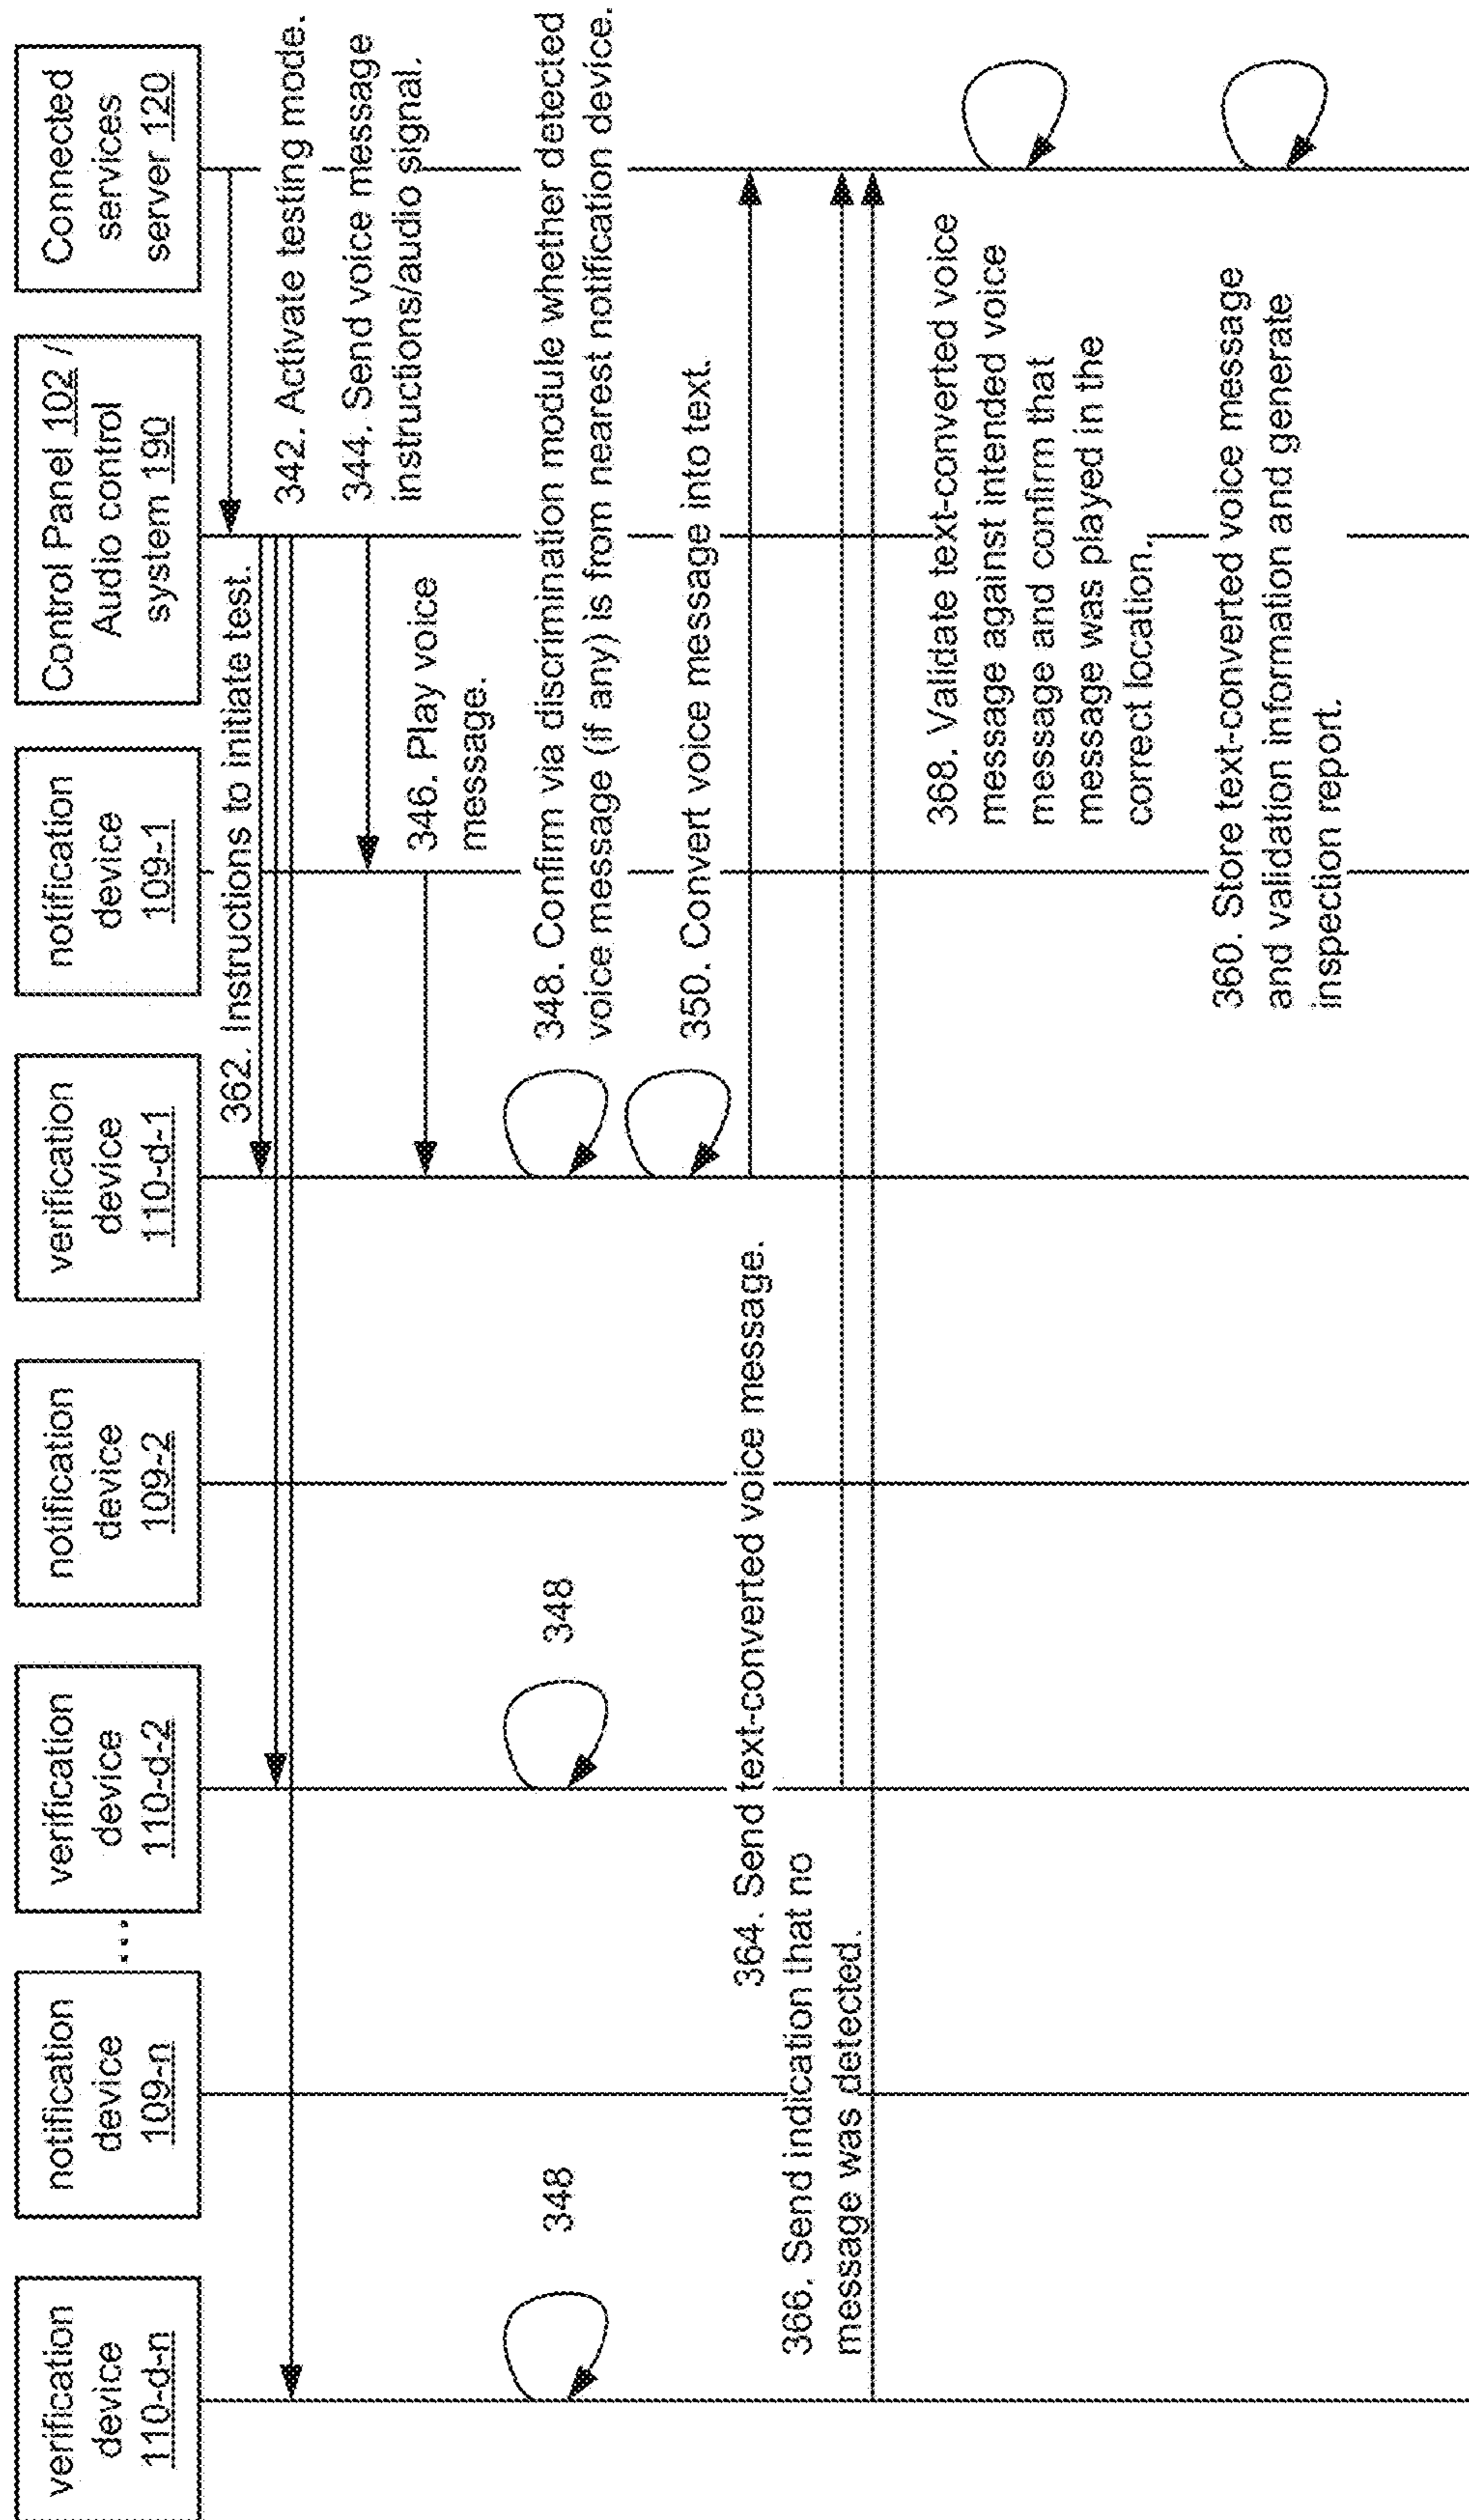 verification
device
110-d-n
notification
device
109-n
...
verification
device
110-d-2
notification
device
109-2
verification
device
110-d-1
notification
device
109-1
Control Panel 102 /
Audio control
system 190
Connected
services
server 120
362. Instructions to initiate test.
342. Activate testing mode.
344. Send voice message
instructions/audio signal.
346. Play voice
message.
348
348
348. Confirm via discrimination module whether detected
voice message (if any) is from nearest notification device.
350. Convert voice message into text.
364. Send text-converted voice message.
366. Send indication that no
message was detected.
368. Validate text-converted voice
message against intended voice
message and confirm that
message was played in the
correct location.
360. Store text-converted voice message
and validation information and generate
inspection report.